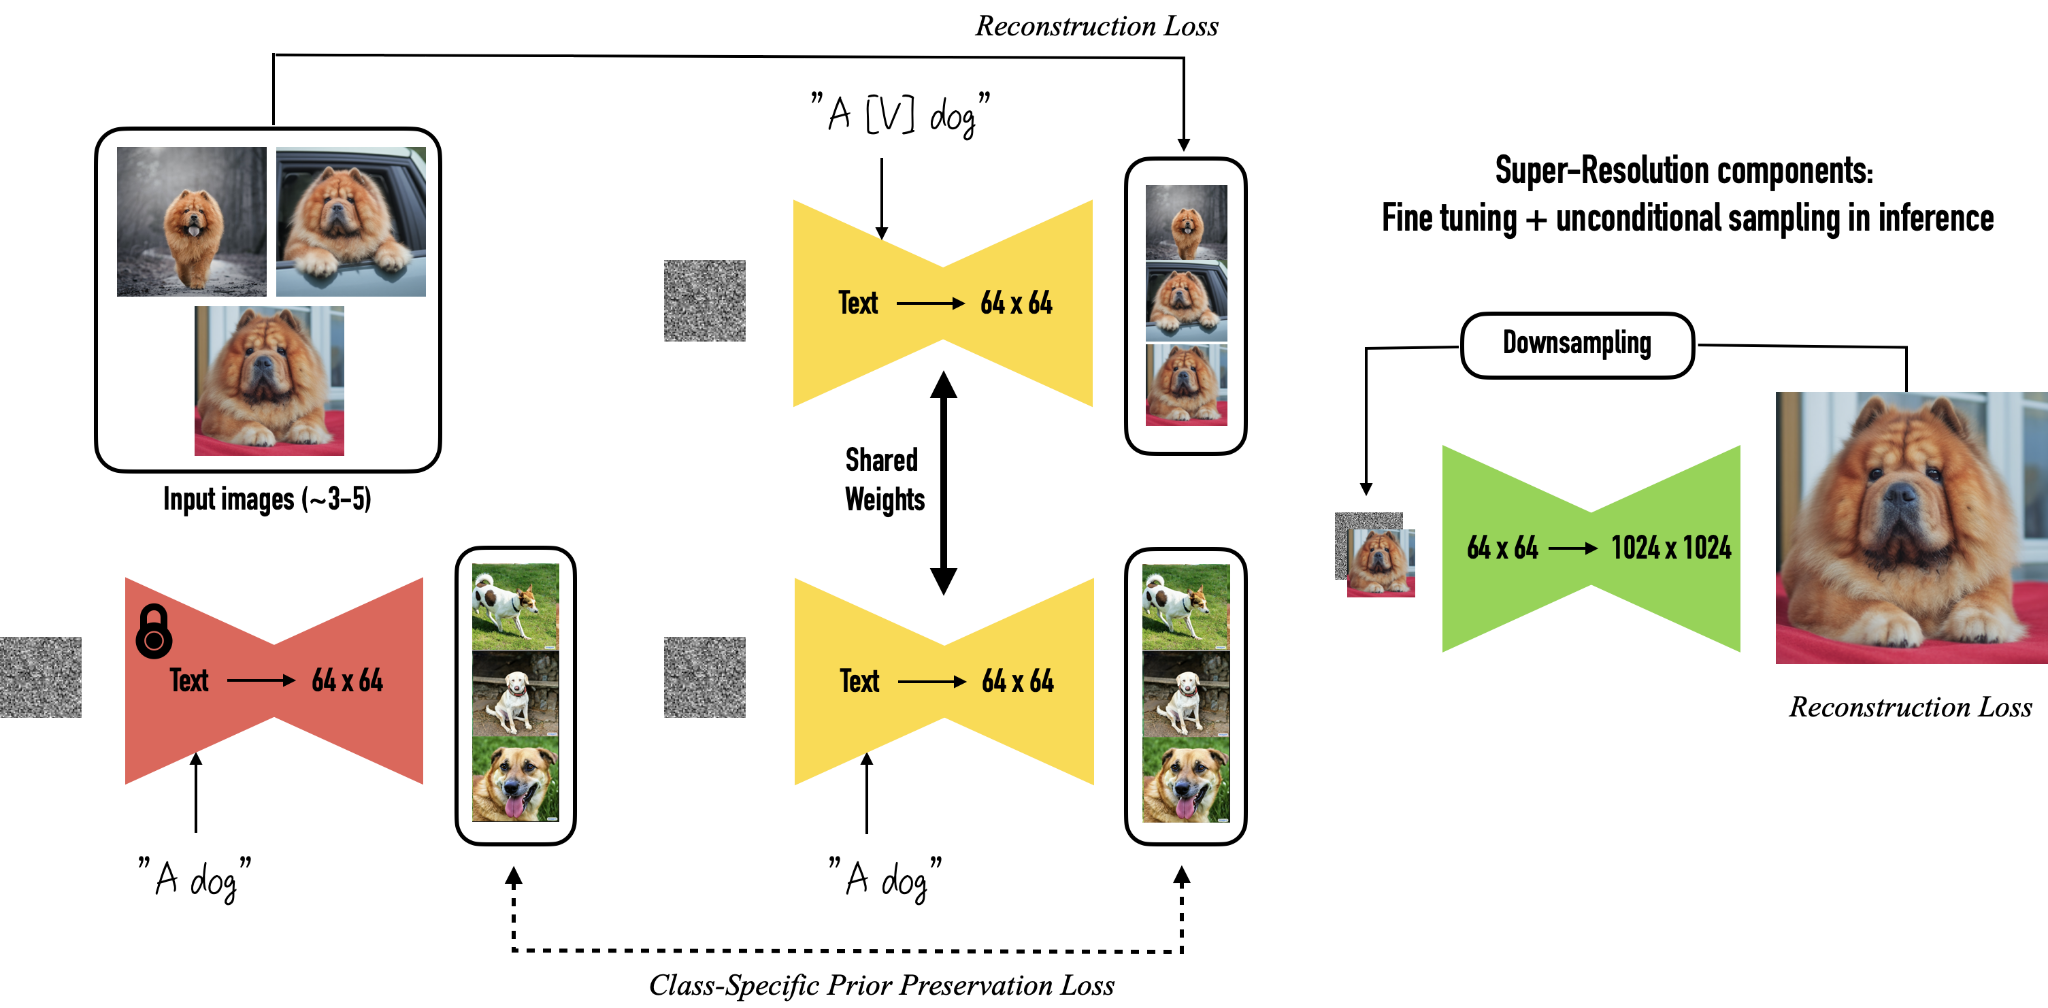 Reconstruction Loss
”A [V] dog”
Text → 64 x 64
Input images (~3-5)
Shared
Weights
Text → 64 x 64
”A dog”
Text → 64 x 64
”A dog”
Class-Specific Prior Preservation Loss
Super-Resolution components:
Fine tuning + unconditional sampling in inference
Downsampling
64 x 64 → 1024 x 1024
Reconstruction Loss